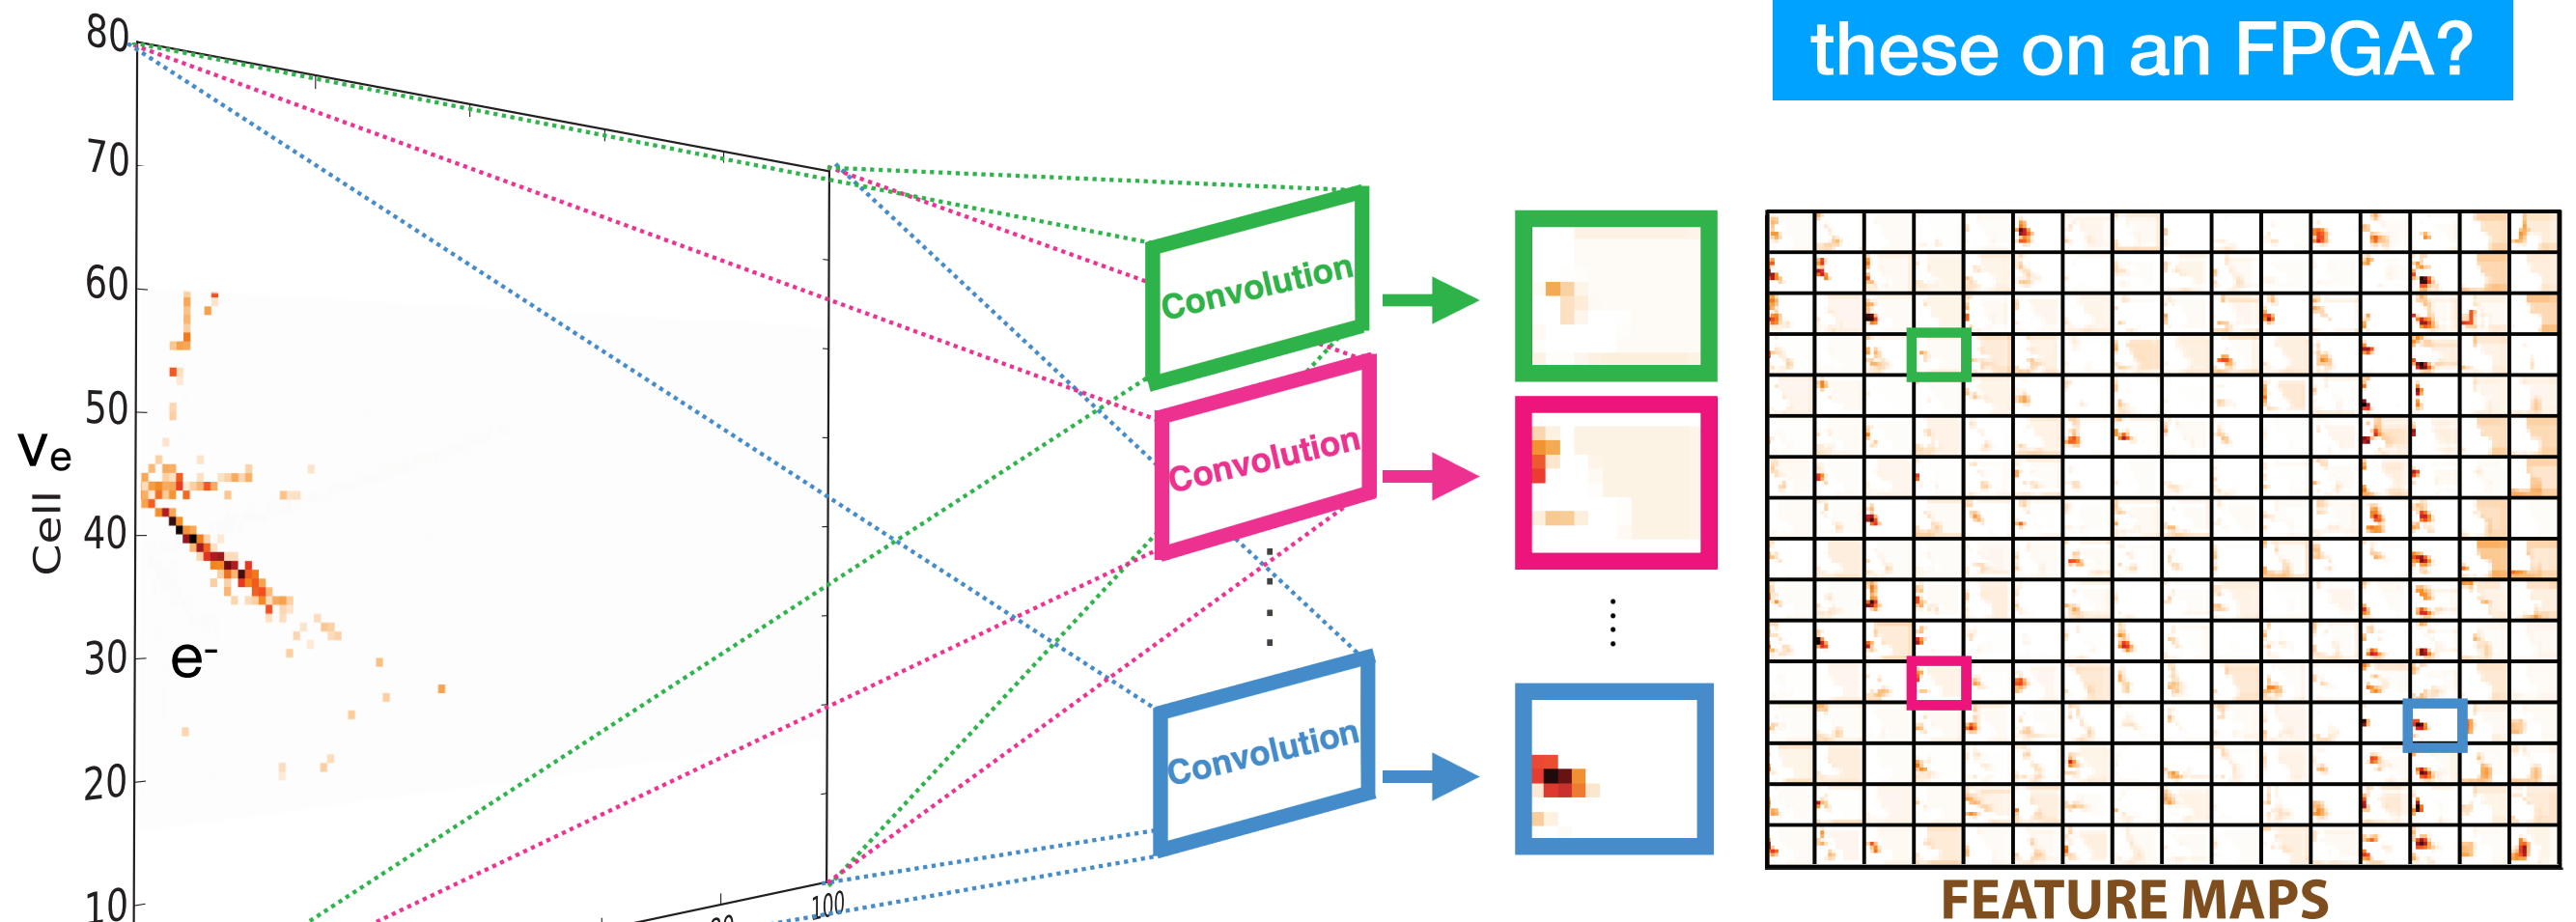 these on an FPGA?
80
70
60
50
40
30
20
10
νe
Cell
e-
100
Convolution
Convolution
Convolution
FEATURE MAPS